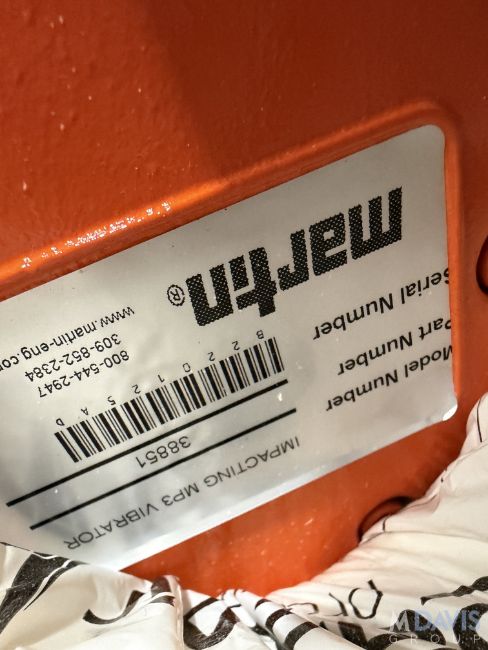 Model Number IMPACTING MP3 VIBRATOR
Part Number 38851
Serial Number
B220215AD
martin®
800-544-2947
309-852-2384
www.martin-eng.com
M DAVIS
GROUP